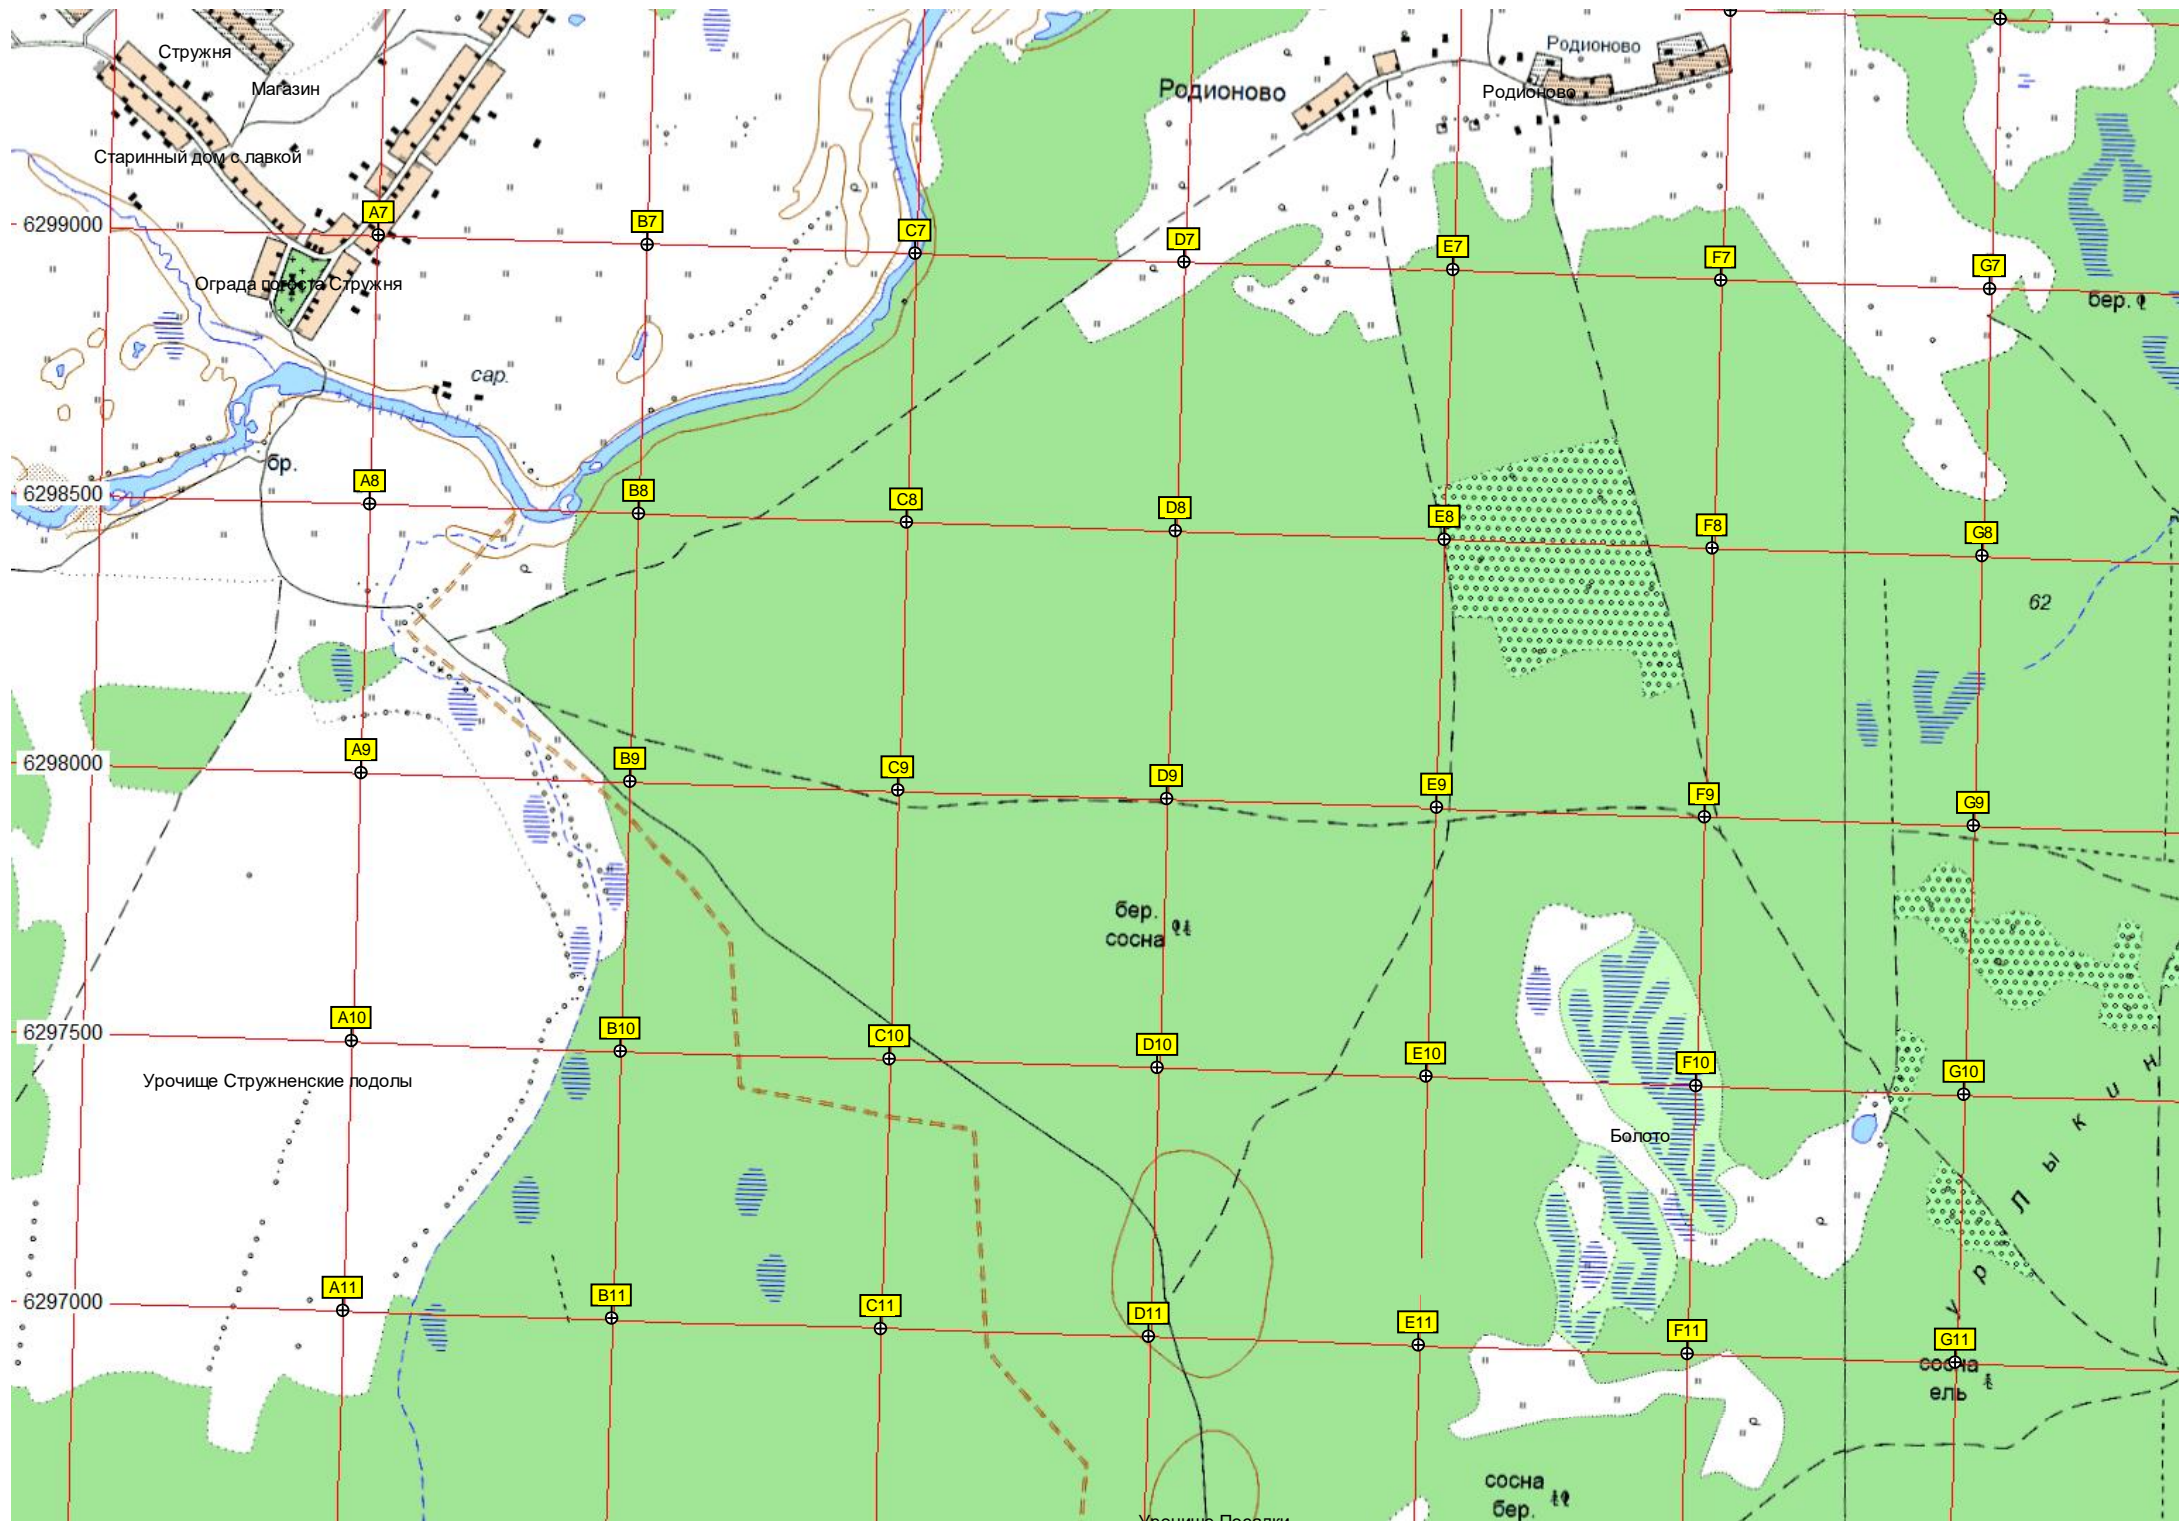 Стружня
Магазин
Родионово
Родионово
Родионово
Старинный дом с лавкой
6299000
A7
B7
C7
D7
E7
F7
G7
Ограда погоста Стружня
бер.
сар.
бр.
6298500
A8
B8
C8
D8
E8
F8
G8
62
6298000
A9
B9
C9
D9
E9
F9
G9
бер.
сосна
6297500
A10
B10
C10
D10
E10
F10
G10
Урочище Стружненские лодолы
Болото
ур Лыкин
6297000
A11
B11
C11
D11
E11
F11
G11
сосна
ель
сосна
бер.